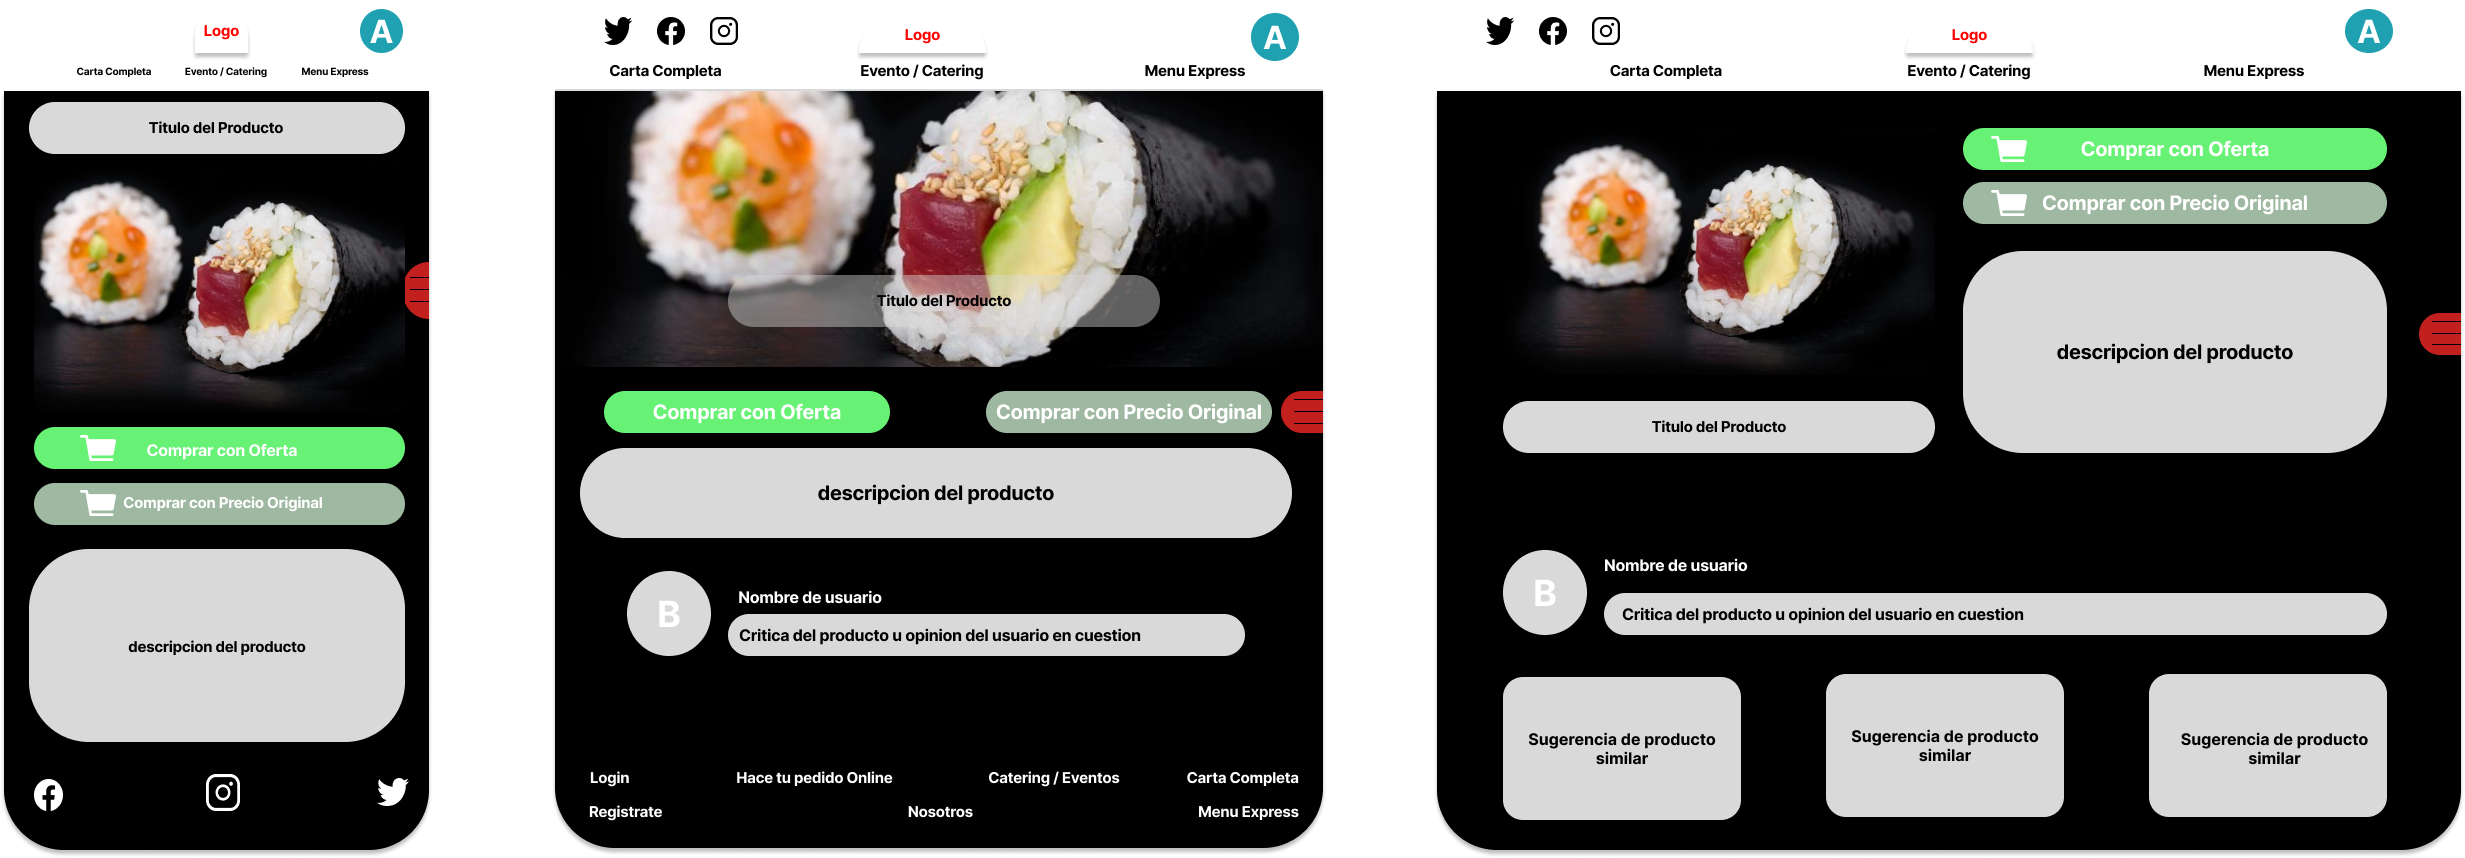 Logo
A
Carta Completa
Evento / Catering
Menu Express
Titulo del Producto
Comprar con Oferta
Comprar con Precio Original
descripcion del producto
Logo
A
Carta Completa
Evento / Catering
Menu Express
Titulo del Producto
Comprar con Oferta
Comprar con Precio Original
descripcion del producto
B
Nombre de usuario
Critica del producto u opinion del usuario en cuestion
Login
Hace tu pedido Online
Catering / Eventos
Carta Completa
Registrate
Nosotros
Menu Express
Logo
A
Carta Completa
Evento / Catering
Menu Express
Comprar con Oferta
Comprar con Precio Original
descripcion del producto
Titulo del Producto
B
Nombre de usuario
Critica del producto u opinion del usuario en cuestion
Sugerencia de producto
similar
Sugerencia de producto
similar
Sugerencia de producto
similar